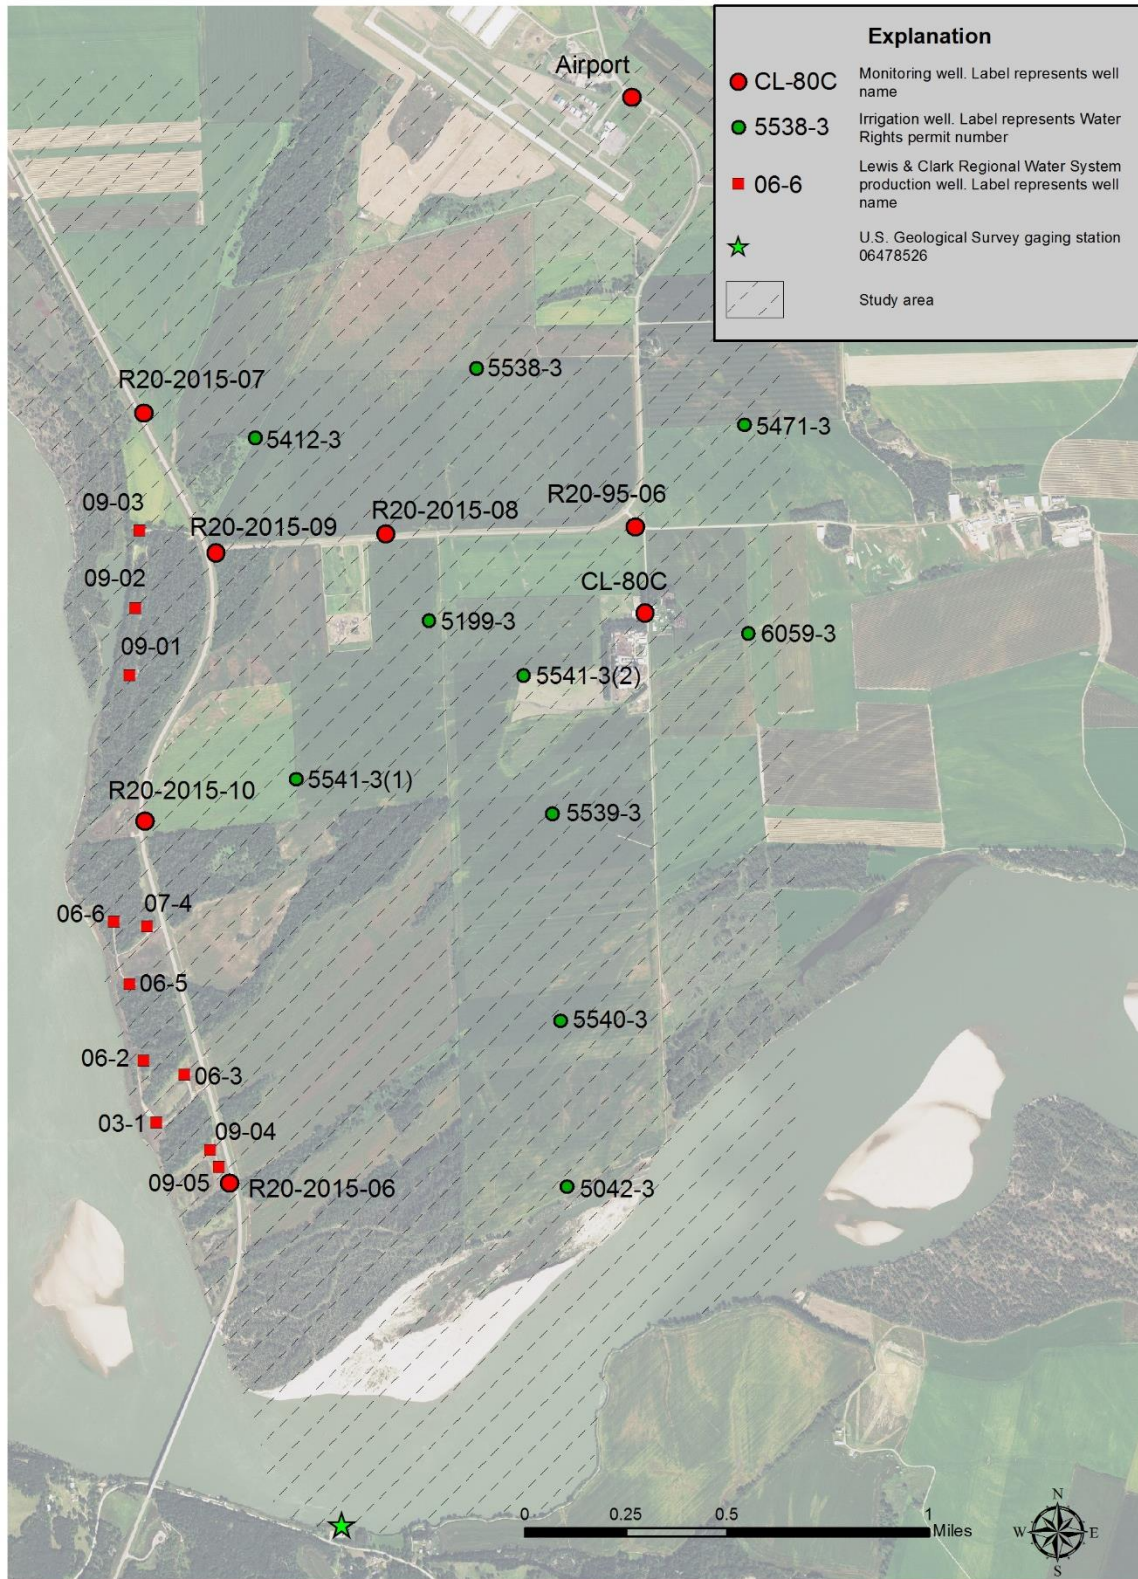 Explanation
CL-80C
Monitoring well. Label represents well
name
5538-3
Irrigation well. Label represents Water
Rights permit number
06-6
Lewis & Clark Regional Water System
production well. Label represents well
name
U.S. Geological Survey gaging station
06478526
Study area
Airport
5538-3
R20-2015-07
5471-3
5412-3
09-03
R20-2015-09
R20-2015-08
R20-95-06
09-02
CL-80C
5199-3
6059-3
09-01
5541-3(2)
5541-3(1)
R20-2015-10
5539-3
06-6
07-4
06-5
5540-3
06-2
06-3
03-1
09-04
09-05
R20-2015-06
5042-3
0 0.25 0.5 1
Miles
N
W E
S